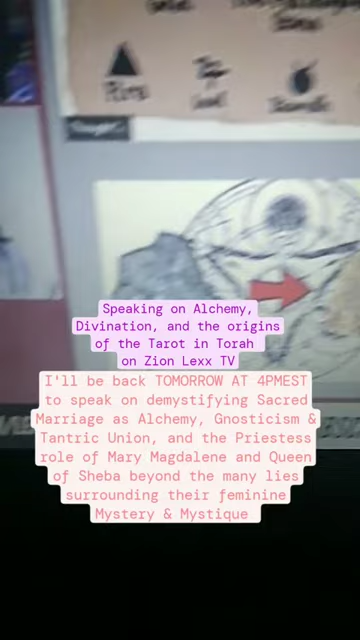 Speaking on Alchemy,
Divination, and the origins
of the Tarot in Torah
on Zion Lexx TV
I'll be back TOMORROW AT 4PMEST
to speak on demystifying Sacred
Marriage as Alchemy, Gnosticism &
Tantric Union, and the Priestess
role of Mary Magdalene and Queen
of Sheba beyond the many lies
surrounding their feminine
Mystery & Mystique